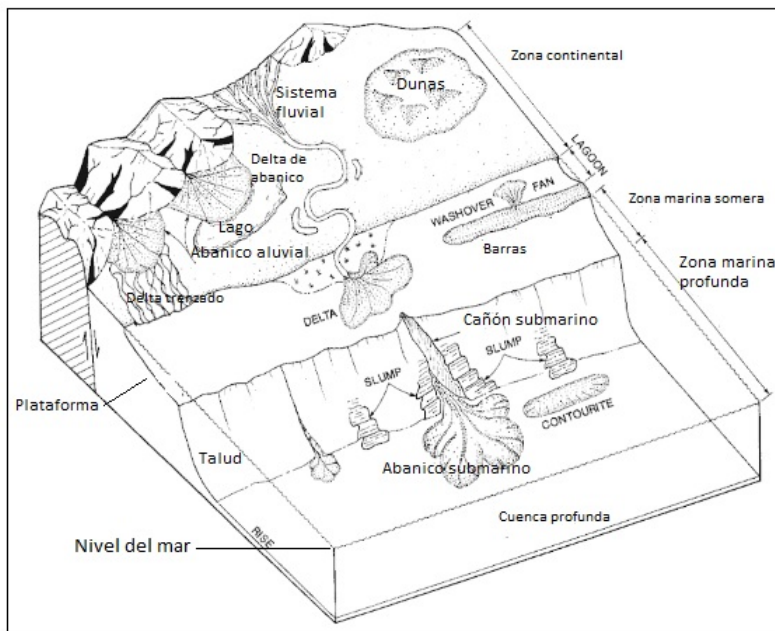 Zona continental
Dunas
Sistema
fluvial
LAGOON
Delta de
abanico
WASHOVER FAN
Zona marina somera
Lago
Abanico aluvial
Barras
Zona marina
profunda
Delta trenzado
DELTA
Cañón submarino
SLUMP
SLUMP
Plataforma
CONTOURITE
Talud
Abanico submarino
Cuenca profunda
RISE
Nivel del mar